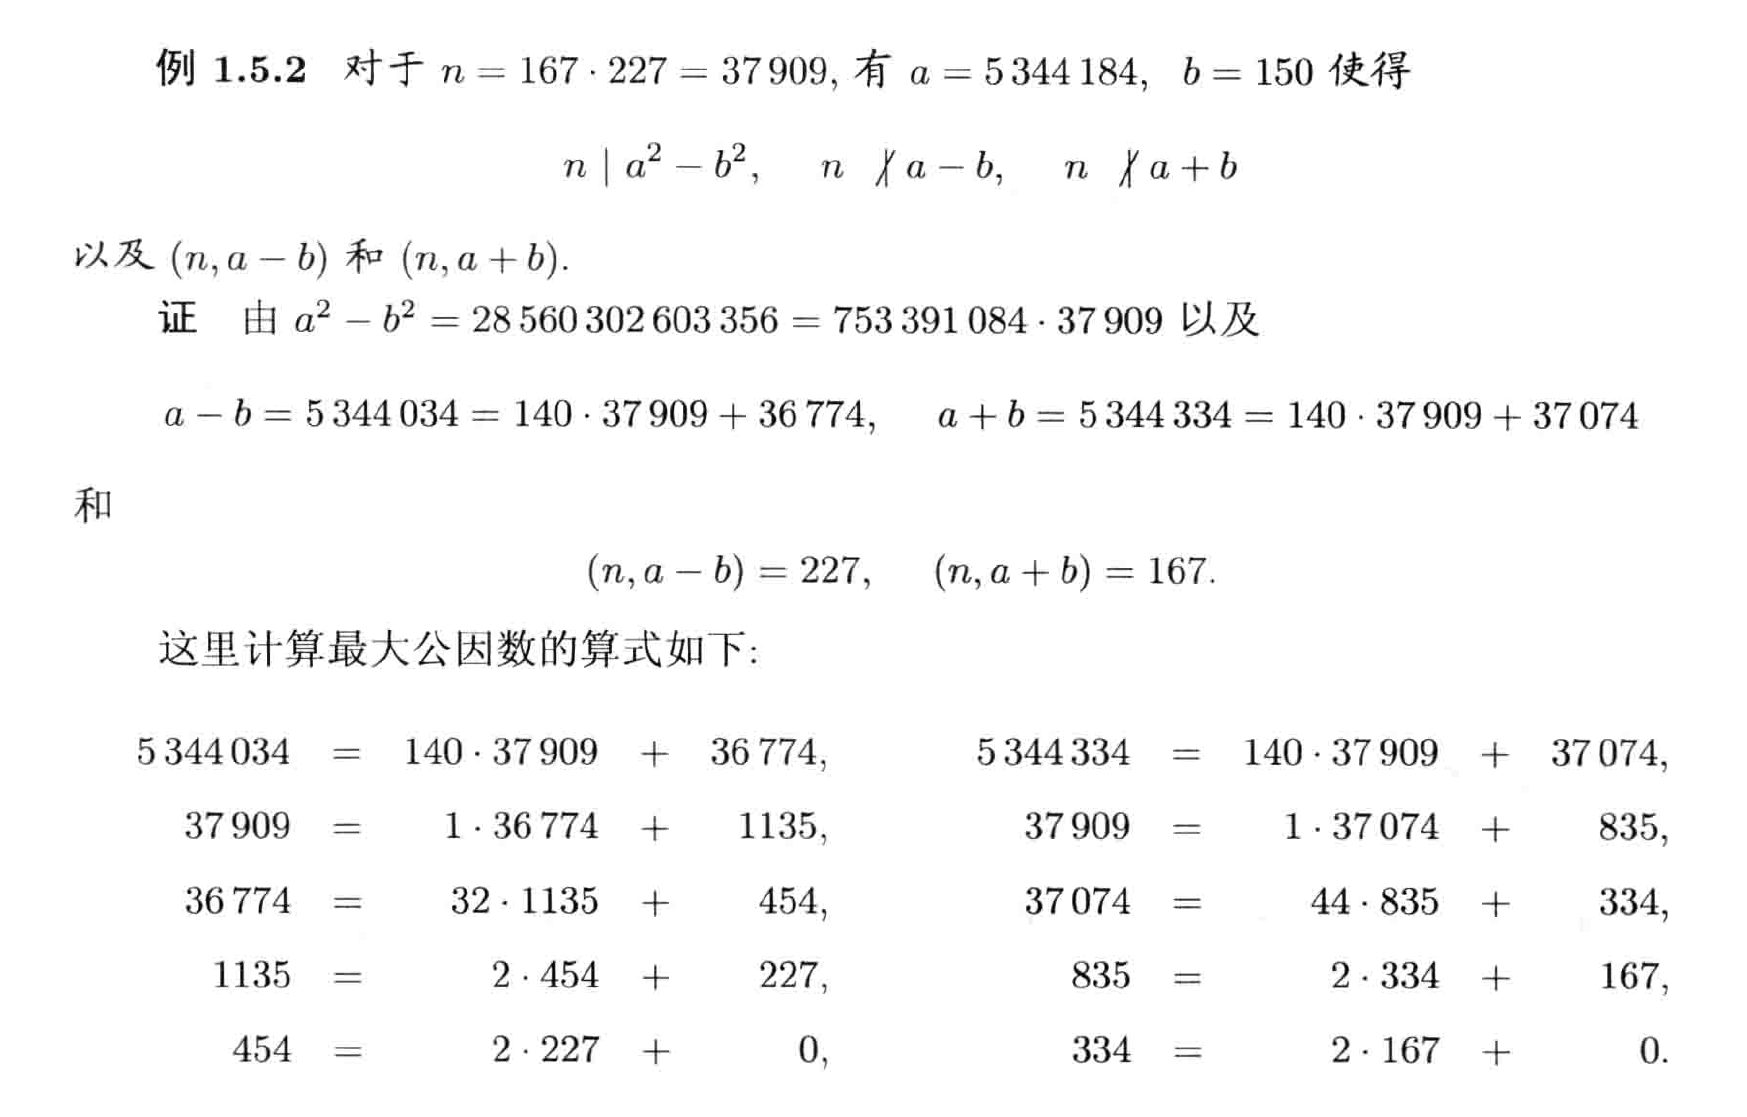 例 1.5.2 对于 n = 167 · 227 = 37 909, 有 a = 5 344 184, b = 150 使得
n | a² − b², n ∤ a − b, n ∤ a + b
以及 (n, a − b) 和 (n, a + b).
证 由 a² − b² = 28 560 302 603 356 = 753 391 084 · 37 909 以及
a − b = 5 344 034 = 140 · 37 909 + 36 774, a + b = 5 344 334 = 140 · 37 909 + 37 074
和
(n, a − b) = 227, (n, a + b) = 167.
这里计算最大公因数的算式如下:
5 344 034 = 140 · 37 909 + 36 774, 5 344 334 = 140 · 37 909 + 37 074,
37 909 = 1 · 36 774 + 1135, 37 909 = 1 · 37 074 + 835,
36 774 = 32 · 1135 + 454, 37 074 = 44 · 835 + 334,
1135 = 2 · 454 + 227, 835 = 2 · 334 + 167,
454 = 2 · 227 + 0, 334 = 2 · 167 + 0.